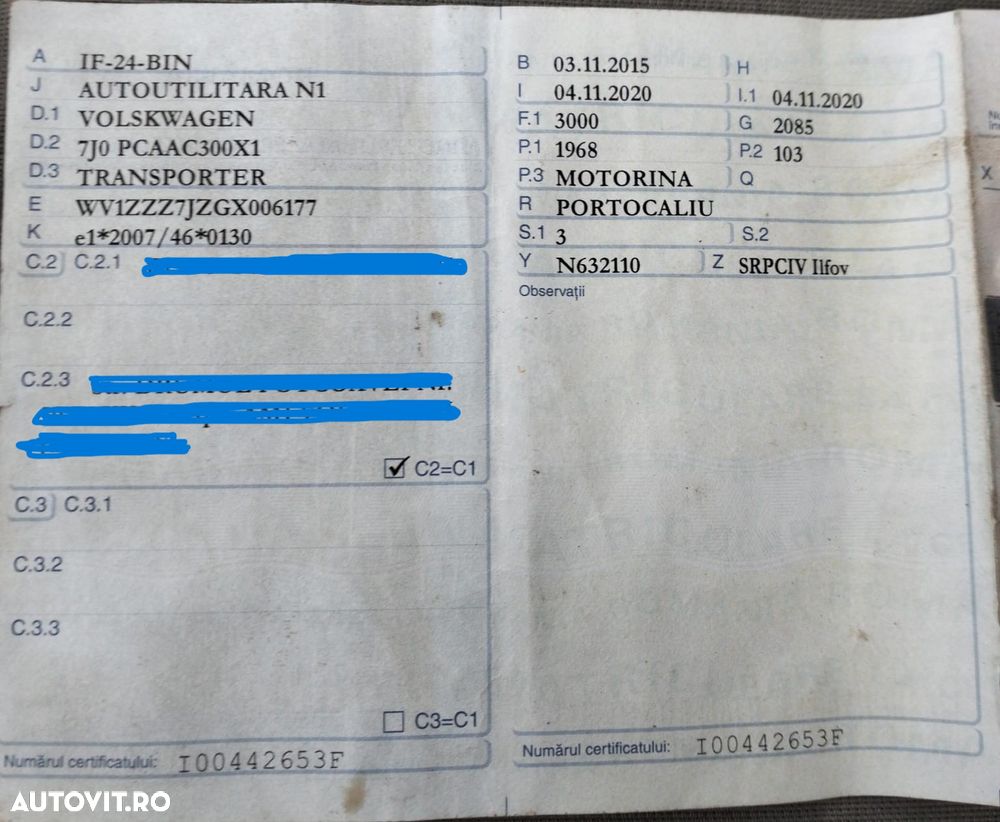 A IF-24-BIN
J AUTOUTILITARA N1
D.1 VOLSKWAGEN
D.2 7J0 PCAAC300X1
D.3 TRANSPORTER
E WV1ZZZ7JZGX006177
K e1*2007/46*0130
C.2 C.2.1
C.2.2
C.2.3
C2=C1
C.3 C.3.1
C.3.2
C.3.3
C3=C1
Numărul certificatului: I00442653F
B 03.11.2015 H
I 04.11.2020 I.1 04.11.2020
F.1 3000 G 2085
P.1 1968 P.2 103
P.3 MOTORINA Q
R PORTOCALIU
S.1 3 S.2
Y N632110 Z SRPCIV Ilfov
Observații
Numărul certificatului: I00442653F
X
AUTOVIT.RO